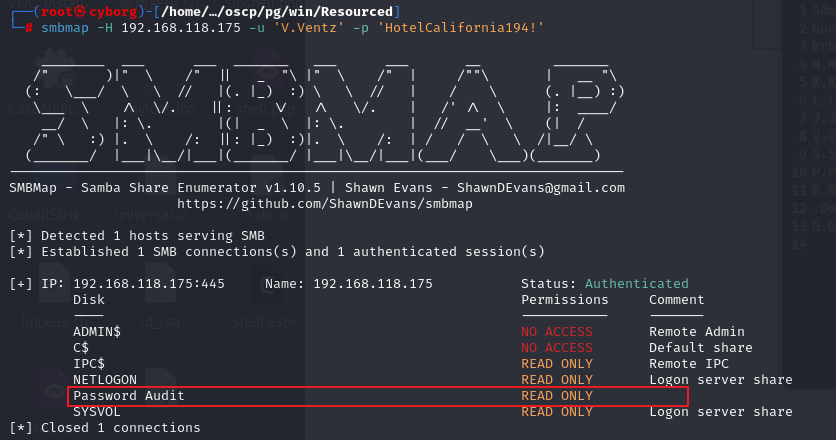 ┌──(root㉿cyborg)-[/home/…/oscp/pg/win/Resourced]
└─# smbmap -H 192.168.118.175 -u 'V.Ventz' -p 'HotelCalifornia194!'
SMBMap - Samba Share Enumerator v1.10.5 | Shawn Evans - ShawnDEvans@gmail.com
https://github.com/ShawnDEvans/smbmap
[*] Detected 1 hosts serving SMB
[*] Established 1 SMB connections(s) and 1 authenticated session(s)
[+] IP: 192.168.118.175:445 Name: 192.168.118.175 Status: Authenticated
Disk Permissions Comment
---- ----------- -------
ADMIN$ NO ACCESS Remote Admin
C$ NO ACCESS Default share
IPC$ READ ONLY Remote IPC
NETLOGON READ ONLY Logon server share
Password Audit READ ONLY
SYSVOL READ ONLY Logon server share
[*] Closed 1 connections